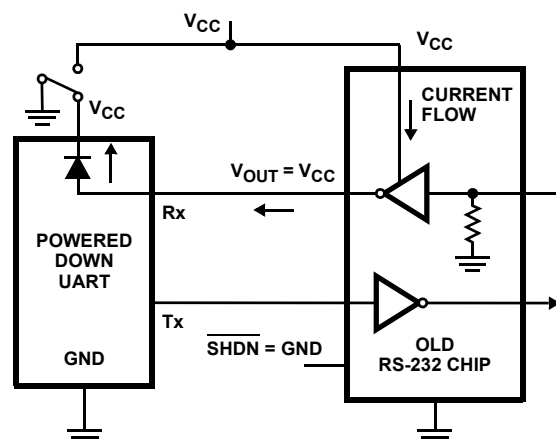 VCC
VCC
VCC
CURRENT
FLOW
VOUT = VCC
Rx
POWERED
DOWN
UART
Tx
SHDN = GND
GND
OLD
RS-232 CHIP